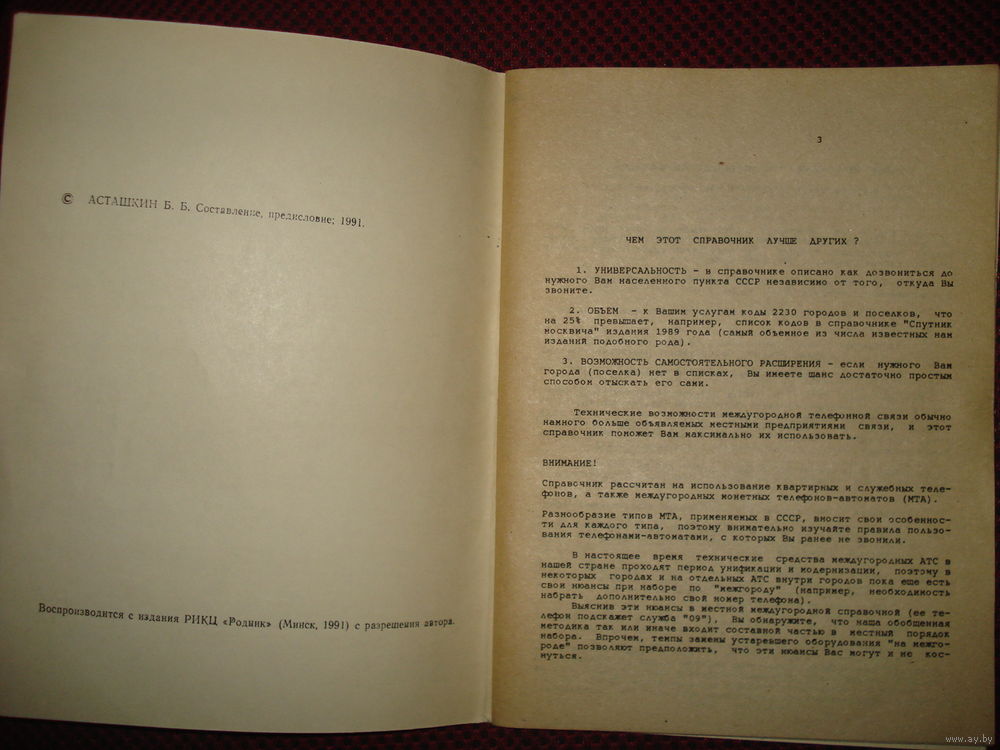 © АСТАШКИН Б. Б. Составление, предисловие; 1991.
Воспроизводится с издания РИКЦ «Родник» (Минск, 1991) с разрешения автора.
3
ЧЕМ ЭТОТ СПРАВОЧНИК ЛУЧШЕ ДРУГИХ ?
1. УНИВЕРСАЛЬНОСТЬ - в справочнике описано как дозвониться до
нужного Вам населенного пункта СССР независимо от того, откуда Вы
звоните.
2. ОБЪЕМ - к Вашим услугам коды 2230 городов и поселков, что
на 25% превышает, например, список кодов в справочнике "Спутник
москвича" издания 1989 года (самый объемное из числа известных нам
изданий подобного рода).
3. ВОЗМОЖНОСТЬ САМОСТОЯТЕЛЬНОГО РАСШИРЕНИЯ - если нужного Вам
города (поселка) нет в списках, Вы имеете шанс достаточно простым
способом отыскать его сами.
Технические возможности междугородной телефонной связи обычно
намного больше объявляемых местными предприятиями связи, и этот
справочник поможет Вам максимально их использовать.
ВНИМАНИЕ!
Справочник рассчитан на использование квартирных и служебных теле-
фонов, а также междугородных монетных телефонов-автоматов (МТА).
Разнообразие типов МТА, применяемых в СССР, вносит свои особеннос-
ти для каждого типа, поэтому внимательно изучайте правила пользо-
вания телефонами-автоматами, с которых Вы ранее не звонили.
В настоящее время технические средства междугородных АТС в
нашей стране проходят период унификации и модернизации, поэтому в
некоторых городах и на отдельных АТС внутри городов пока еще есть
свои нюансы при наборе по "межгороду" (например, необходимость
набрать дополнительно свой номер телефона).
Выяснив эти нюансы в местной междугородной справочной (ее те-
лефон подскажет служба "09"), Вы обнаружите, что наша обобщенная
методика так или иначе входит составной частью в местный порядок
набора. Впрочем, темпы замены устаревшего оборудования "на межго-
роде" позволяют предположить, что эти нюансы Вас могут и не кос-
нуться.
www.ay.by